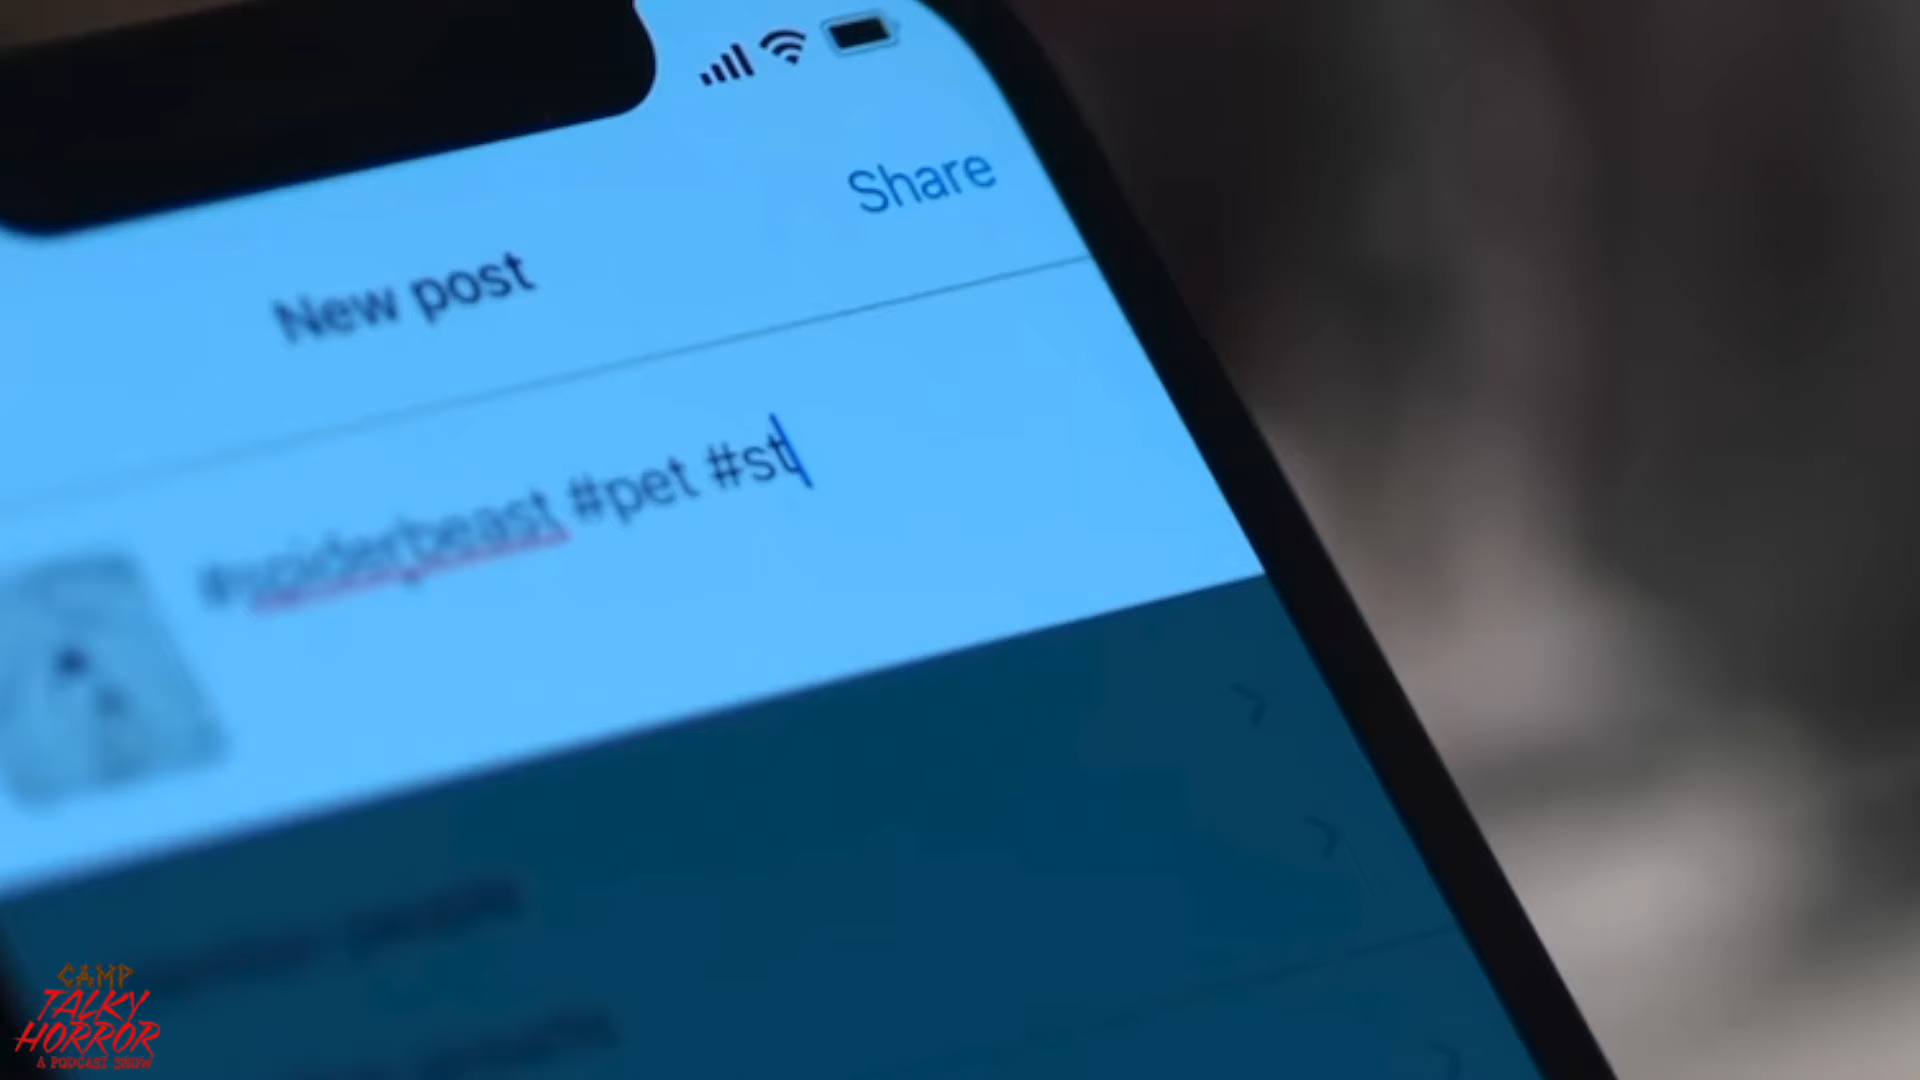 Share
New post
#spiderbeast #pet #st
CAMP
TALKY
HORROR
A PODCAST SHOW